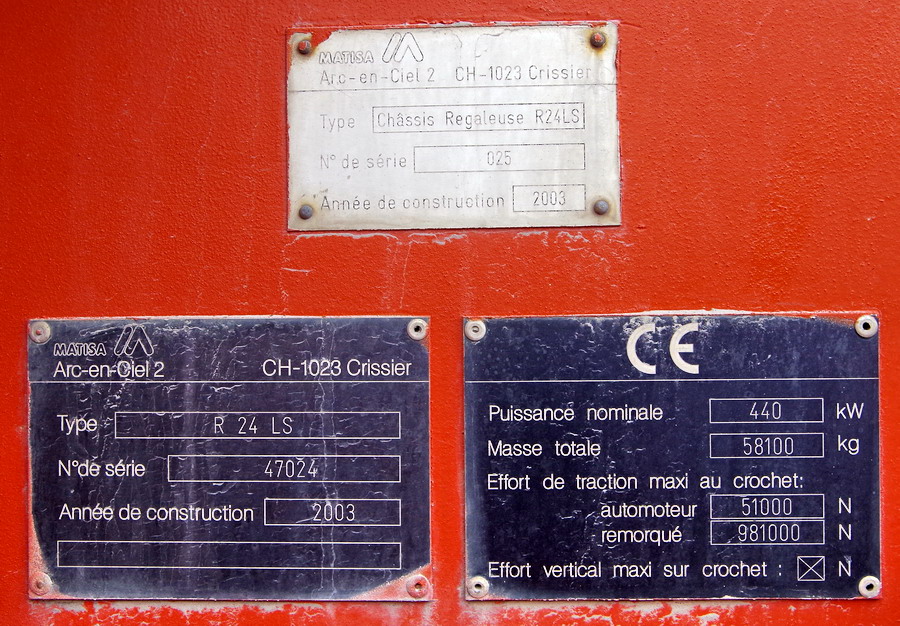 MATISA
Arc-en-Ciel 2 CH-1023 Crissier
Type Châssis Regaleuse R24LS
N° de série 025
Année de construction 2003
MATISA
Arc-en-Ciel 2 CH-1023 Crissier
Type R 24 LS
N°de série 47024
Année de construction 2003
CE
Puissance nominale 440 kW
Masse totale 58100 kg
Effort de traction maxi au crochet:
automoteur 51000 N
remorqué 981000 N
Effort vertical maxi sur crochet : N